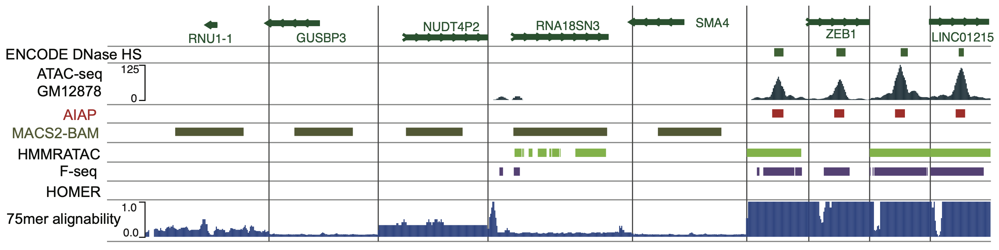 RNU1-1
GUSBP3
NUDT4P2
RNA18SN3
SMA4
ZEB1
LINC01215
ENCODE DNase HS
ATAC-seq
GM12878
125
0
AIAP
MACS2-BAM
HMMRATAC
F-seq
HOMER
75mer alignability
1.0
0.0